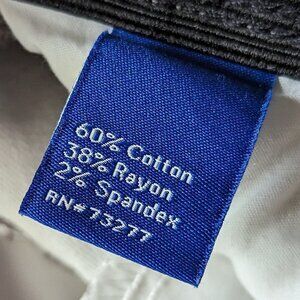 60% Cotton
38% Rayon
2% Spandex
RN# 73277